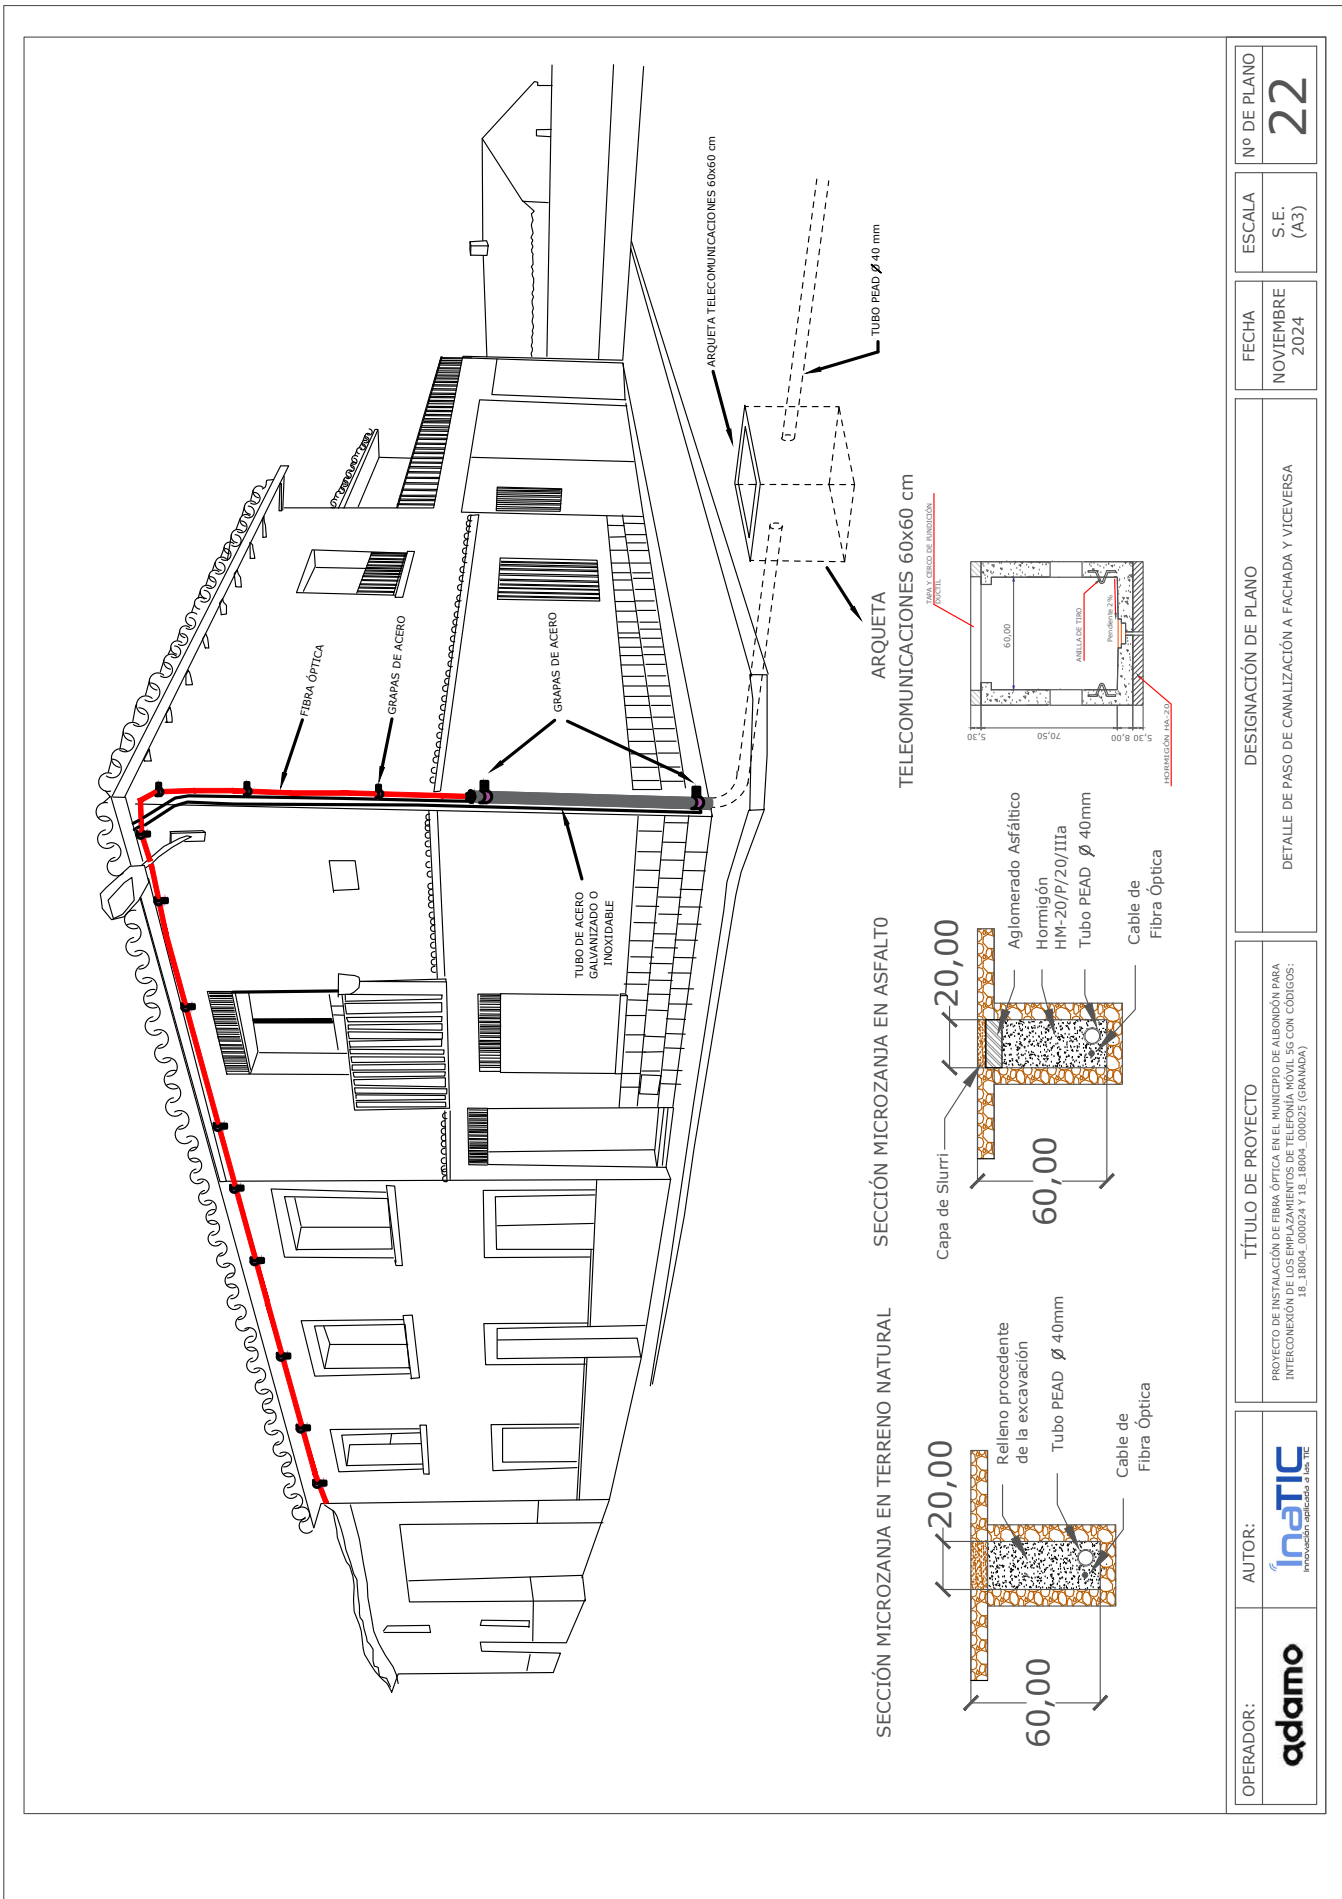 FIBRA ÓPTICA
GRAPAS DE ACERO
GRAPAS DE ACERO
TUBO DE ACERO
GALVANIZADO O
INOXIDABLE
ARQUETA TELECOMUNICACIONES 60x60 cm
TUBO PEAD Ø 40 mm
SECCIÓN MICROZANJA EN TERRENO NATURAL
20,00
60,00
Relleno procedente
de la excavación
Tubo PEAD Ø 40mm
Cable de
Fibra Óptica
SECCIÓN MICROZANJA EN ASFALTO
Capa de Slurri
20,00
60,00
Aglomerado Asfáltico
Hormigón
HM-20/P/20/IIIa
Tubo PEAD Ø 40mm
Cable de
Fibra Óptica
ARQUETA
TELECOMUNICACIONES 60x60 cm
TAPA Y CERCO DE FUNDICIÓN
DÚCTIL
60,00
ANILLA DE TIRO
Pendiente 2%
5,30
70,50
8,00
5,30
HORMIGÓN HA-20
OPERADOR:
adamo
AUTOR:
inaTIC
Innovación aplicada a las TIC
TÍTULO DE PROYECTO
PROYECTO DE INSTALACIÓN DE FIBRA ÓPTICA EN EL MUNICIPIO DE ALBONDÓN PARA
INTERCONEXIÓN DE LOS EMPLAZAMIENTOS DE TELEFONÍA MÓVIL 5G CON CÓDIGOS:
18_18004_000024 Y 18_18004_000025 (GRANADA)
DESIGNACIÓN DE PLANO
DETALLE DE PASO DE CANALIZACIÓN A FACHADA Y VICEVERSA
FECHA
NOVIEMBRE
2024
ESCALA
S.E.
(A3)
Nº DE PLANO
22